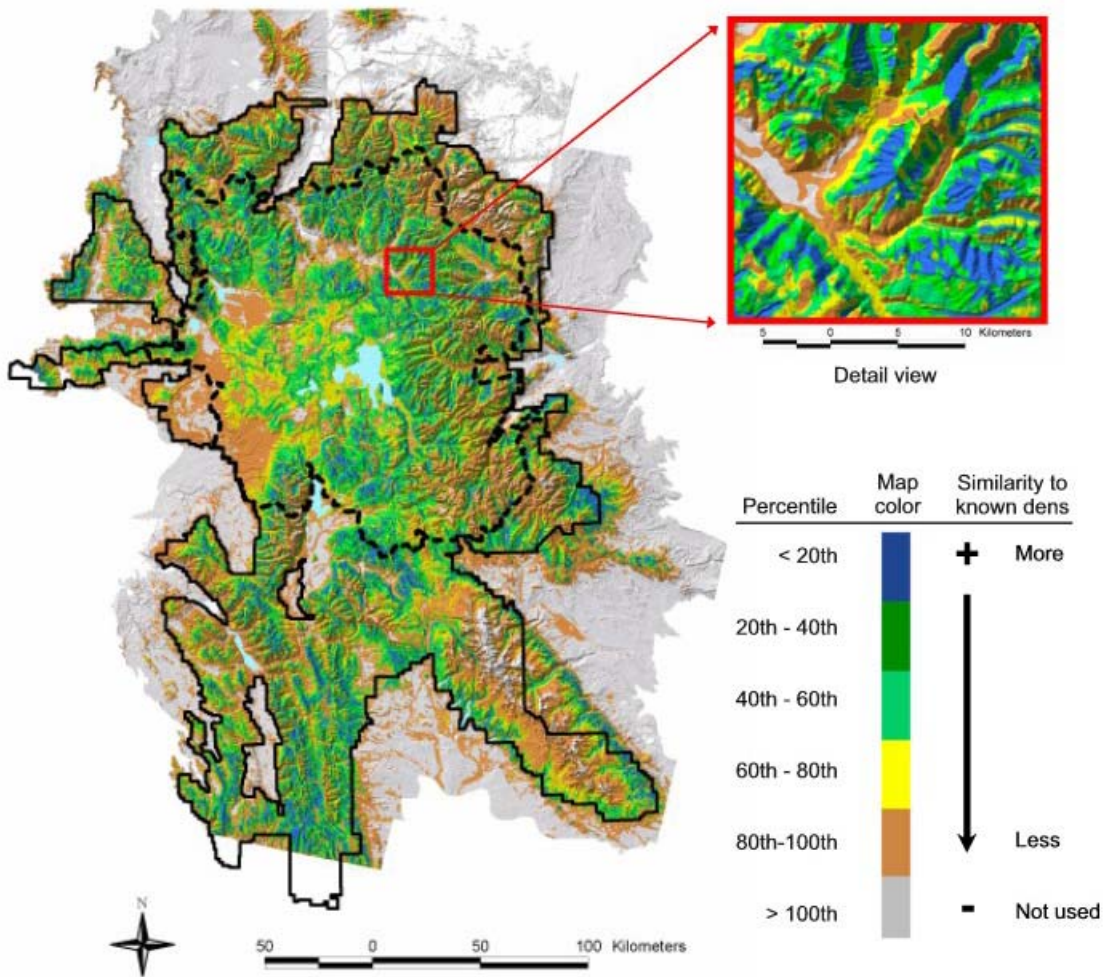 5 0 5 10 Kilometers
Detail view
Percentile Map color Similarity to known dens
< 20th + More
20th - 40th
40th - 60th
60th - 80th
80th-100th Less
> 100th - Not used
N
50 0 50 100 Kilometers